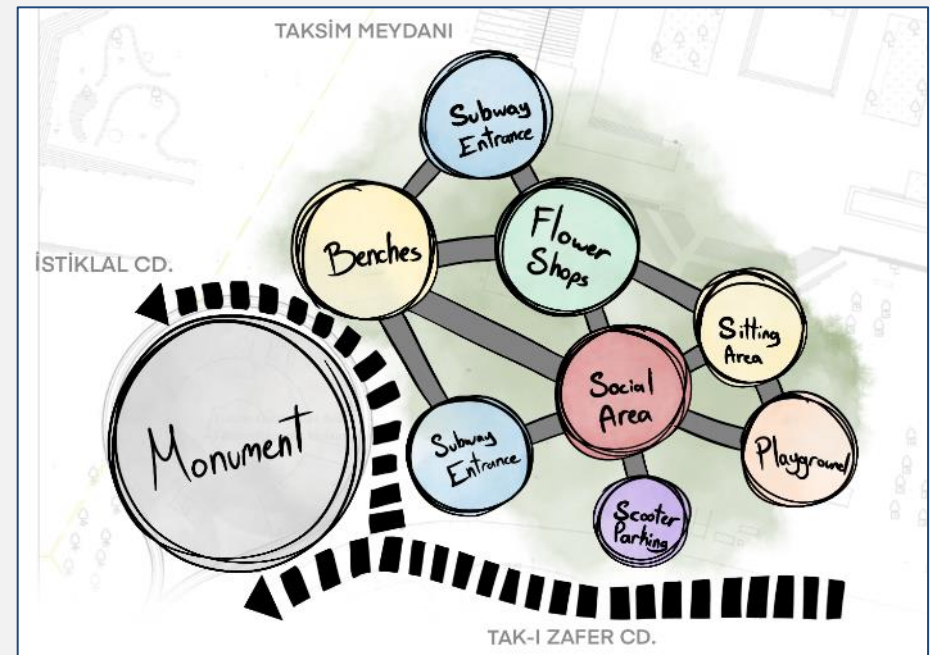 TAKSİM MEYDANI
Subway
Entrance
Flower
Shops
Benches
İSTİKLAL CD.
Sitting
Area
Social
Area
Monument
Subway
Entrance
Playground
Scooter
Parking
TAK-I ZAFER CD.